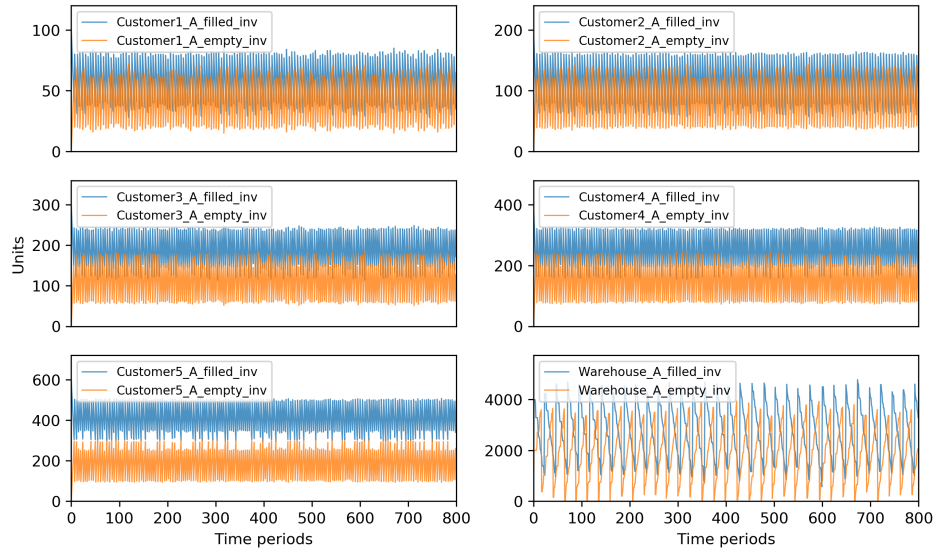 Customer1_A_filled_inv
Customer1_A_empty_inv
100
50
0
Customer2_A_filled_inv
Customer2_A_empty_inv
200
100
0
Customer3_A_filled_inv
Customer3_A_empty_inv
300
200
100
0
Units
Customer4_A_filled_inv
Customer4_A_empty_inv
400
200
0
Customer5_A_filled_inv
Customer5_A_empty_inv
600
400
200
0
0 100 200 300 400 500 600 700 800
Time periods
Warehouse_A_filled_inv
Warehouse_A_empty_inv
4000
2000
0
0 100 200 300 400 500 600 700 800
Time periods